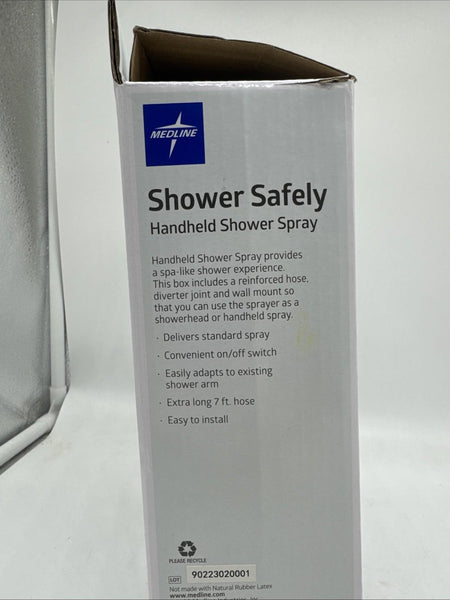 MEDLINE
Shower Safely
Handheld Shower Spray
Handheld Shower Spray provides
a spa-like shower experience.
This box includes a reinforced hose,
diverter joint and wall mount so
that you can use the sprayer as a
showerhead or handheld spray.
· Delivers standard spray
· Convenient on/off switch
· Easily adapts to existing
shower arm
· Extra long 7 ft. hose
· Easy to install
PLEASE RECYCLE
LOT 90223020001
Not made with Natural Rubber Latex
www.medline.com